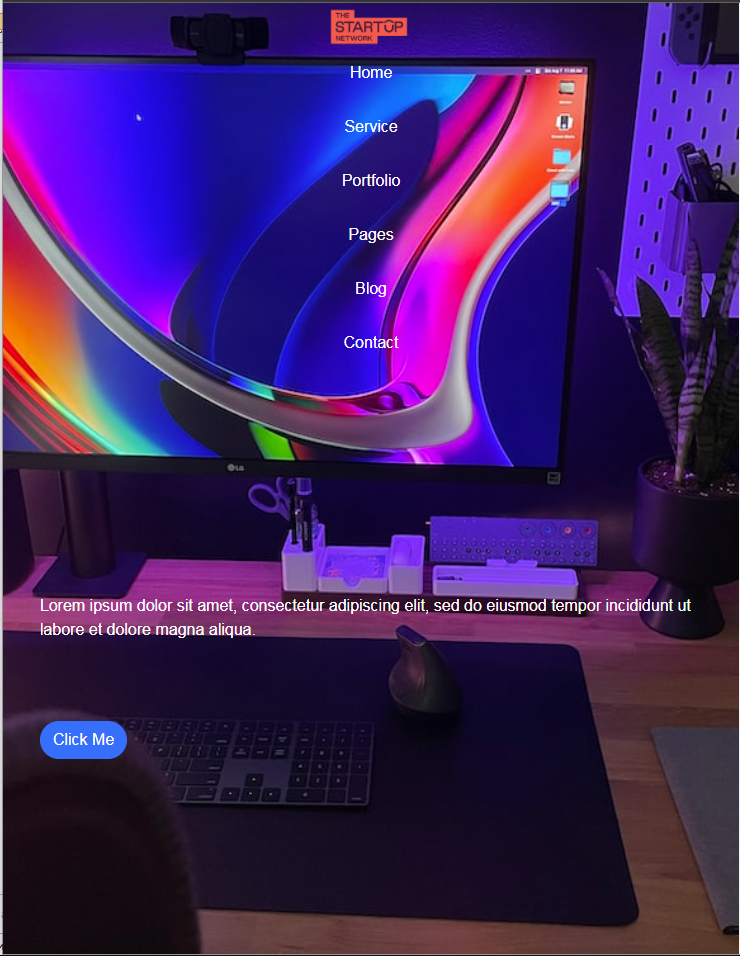 THE
STARTUP
NETWORK
Home
Service
Portfolio
Pages
Blog
Contact
LG
Lorem ipsum dolor sit amet, consectetur adipiscing elit, sed do eiusmod tempor incididunt ut
labore et dolore magna aliqua.
Click Me